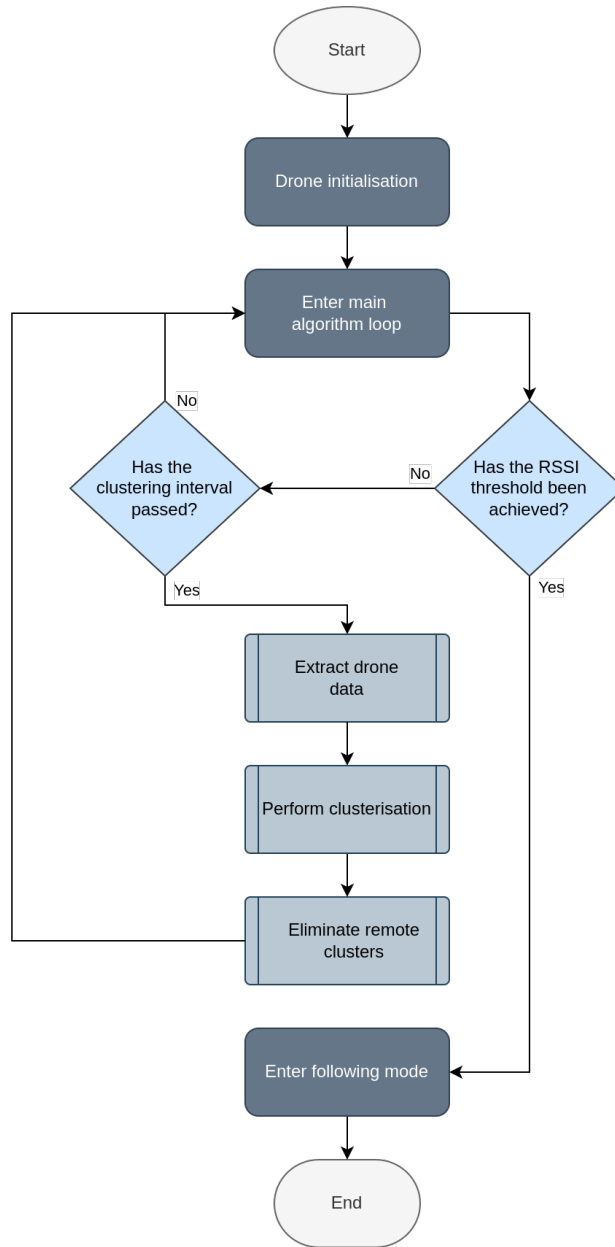 Start
Drone initialisation
Enter main
algorithm loop
No
Has the
clustering interval
passed?
No
Has the RSSI
threshold been
achieved?
Yes
Yes
Extract drone
data
Perform clusterisation
Eliminate remote
clusters
Enter following mode
End